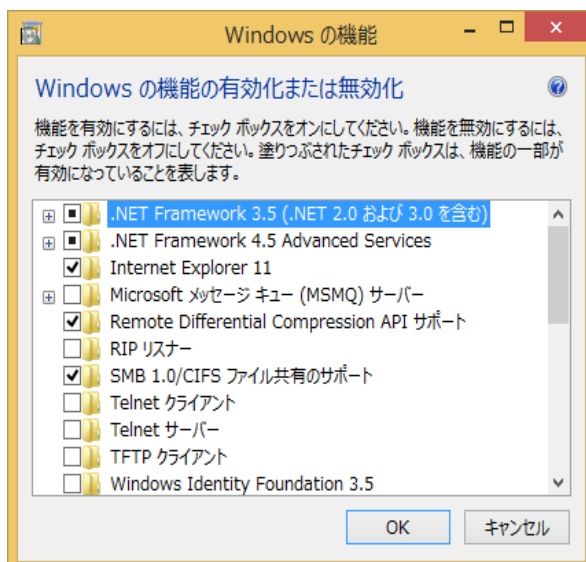 Windows の機能
Windows の機能の有効化または無効化
機能を有効にするには、チェック ボックスをオンにしてください。機能を無効にするには、
チェック ボックスをオフにしてください。塗りつぶされたチェック ボックスは、機能の一部が
有効になっていることを表します。
.NET Framework 3.5 (.NET 2.0 および 3.0 を含む)
.NET Framework 4.5 Advanced Services
Internet Explorer 11
Microsoft メッセージ キュー (MSMQ) サーバー
Remote Differential Compression API サポート
RIP リスナー
SMB 1.0/CIFS ファイル共有のサポート
Telnet クライアント
Telnet サーバー
TFTP クライアント
Windows Identity Foundation 3.5
OK キャンセル